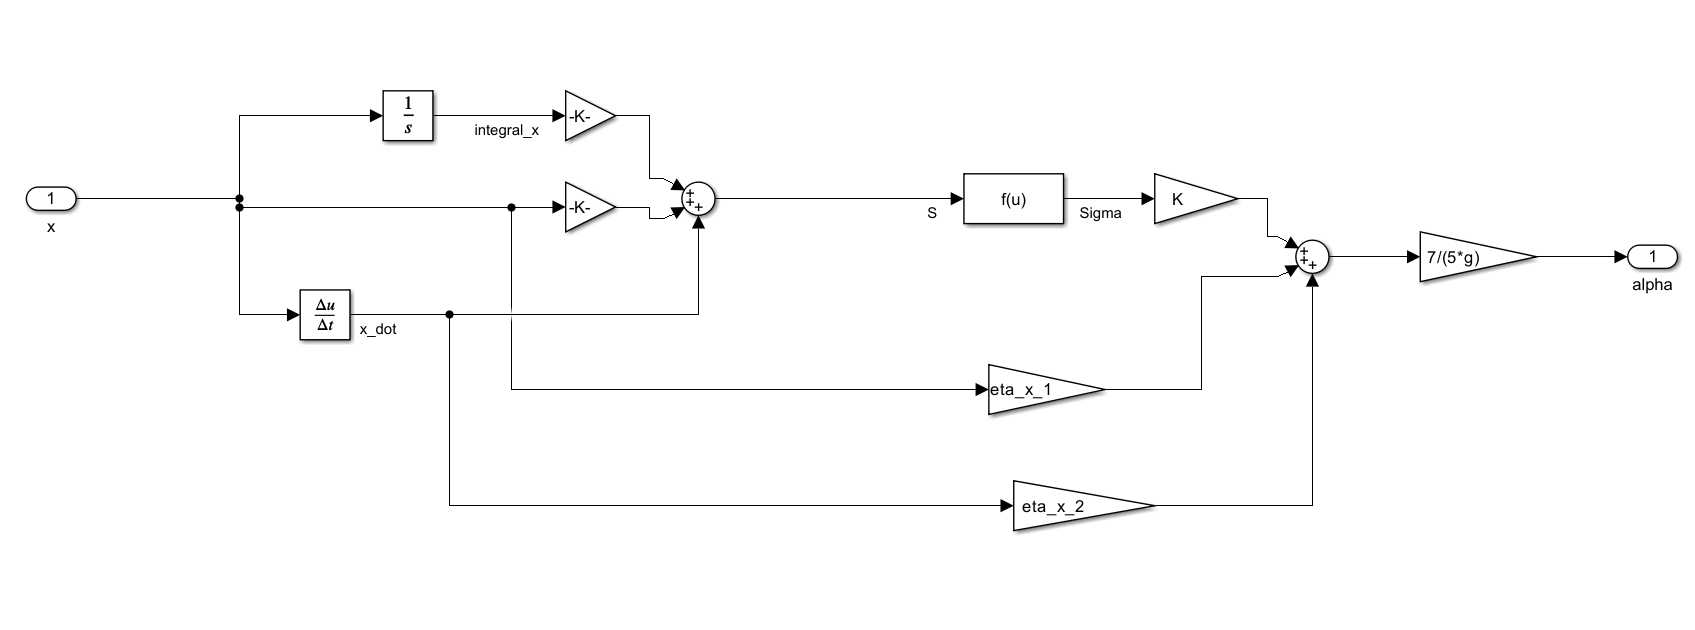 1
s
-K-
integral_x
1
x
-K-
+
+
+
S
f(u)
Sigma
K
+
+
+
7/(5*g)
1
alpha
Δu
Δt
x_dot
eta_x_1
eta_x_2